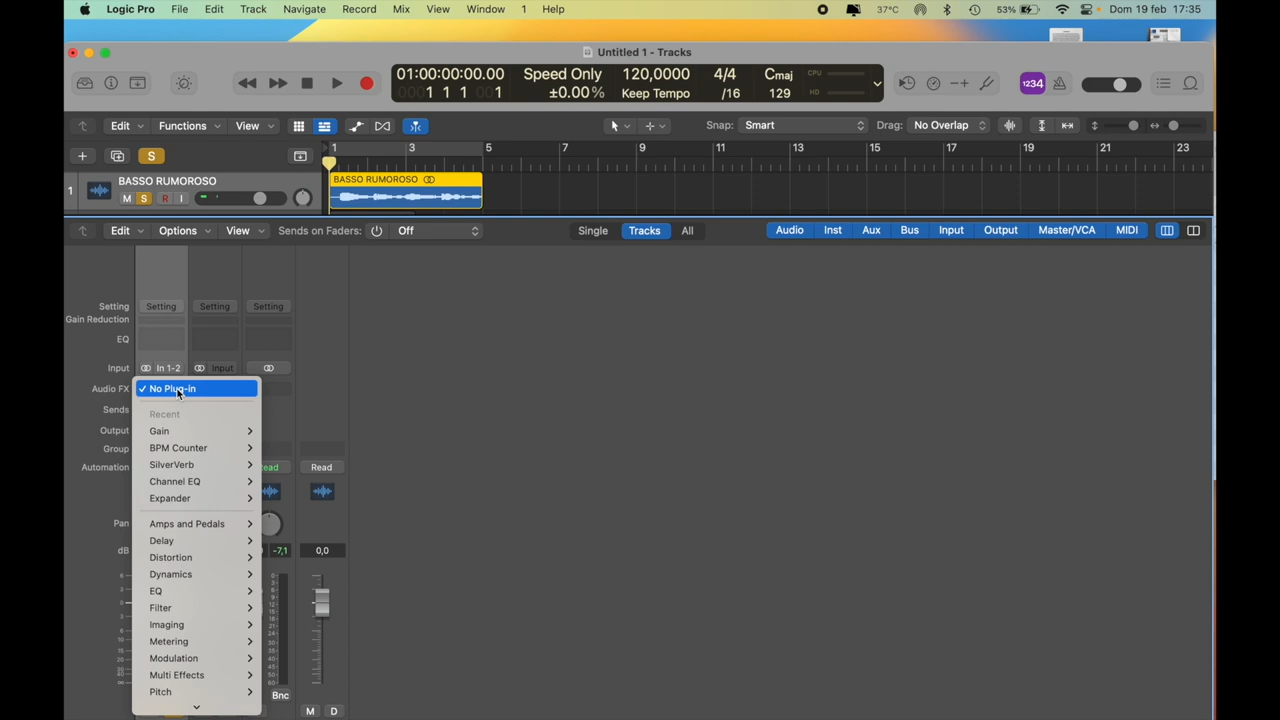 Logic Pro File Edit Track Navigate Record Mix View Window 1 Help 37°C 53% Dom 19 feb 17:35
Untitled 1 - Tracks
01:00:00:00.00 Speed Only 120,0000 4/4 Cmaj CPU
0001 1 1 001 ±0.00% Keep Tempo /16 129 HD
1234
Edit Functions View Snap: Smart Drag: No Overlap
S 1 3 5 7 9 11 13 15 17 19 21 23
1 BASSO RUMOROSO
M S R I
BASSO RUMOROSO
Edit Options View Sends on Faders: Off Single Tracks All Audio Inst Aux Bus Input Output Master/VCA MIDI
Setting Setting Setting Setting
Gain Reduction
EQ
Input In 1-2 Input
Audio FX ✓ No Plug-in
Sends Recent
Output Gain
Group BPM Counter
Automation SilverVerb Read
Channel EQ
Expander
Pan Amps and Pedals
Delay
dB -7,1 0,0
Distortion
Dynamics
EQ
Filter
Imaging
Metering
Modulation
Multi Effects
Pitch
Bnc
M D